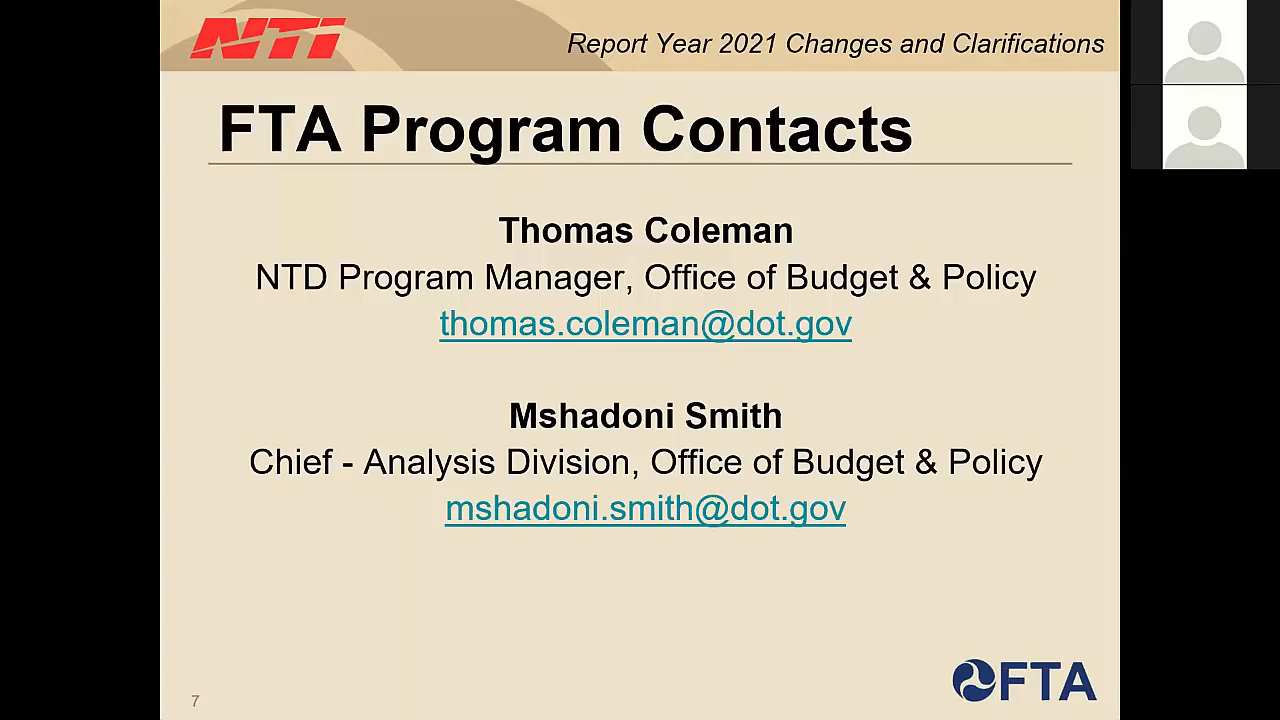 NTI
Report Year 2021 Changes and Clarifications
FTA Program Contacts
Thomas Coleman
NTD Program Manager, Office of Budget & Policy
thomas.coleman@dot.gov
Mshadoni Smith
Chief - Analysis Division, Office of Budget & Policy
mshadoni.smith@dot.gov
7
FTA